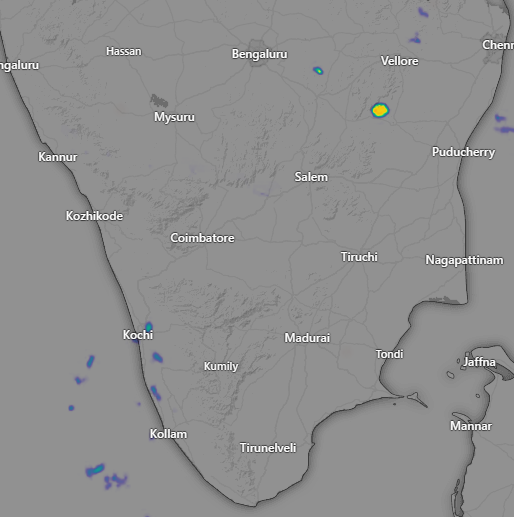 Chenn
Hassan
Bengaluru
Vellore
ngaluru
Mysuru
Puducherry
Kannur
Salem
Kozhikode
Coimbatore
Tiruchi
Nagapattinam
Kochi
Madurai
Tondi
Jaffna
Kumily
Mannar
Kollam
Tirunelveli